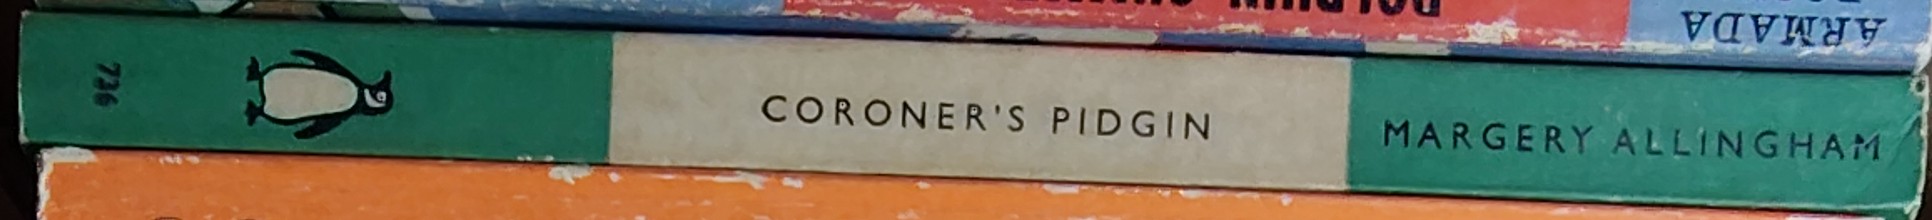 ARMADA
736
CORONER'S PIDGIN
MARGERY ALLINGHAM